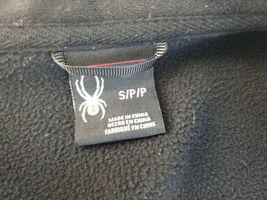 S/P/P
MADE IN CHINA
HECHO EN CHINA
FABRIQUÉ EN CHINE